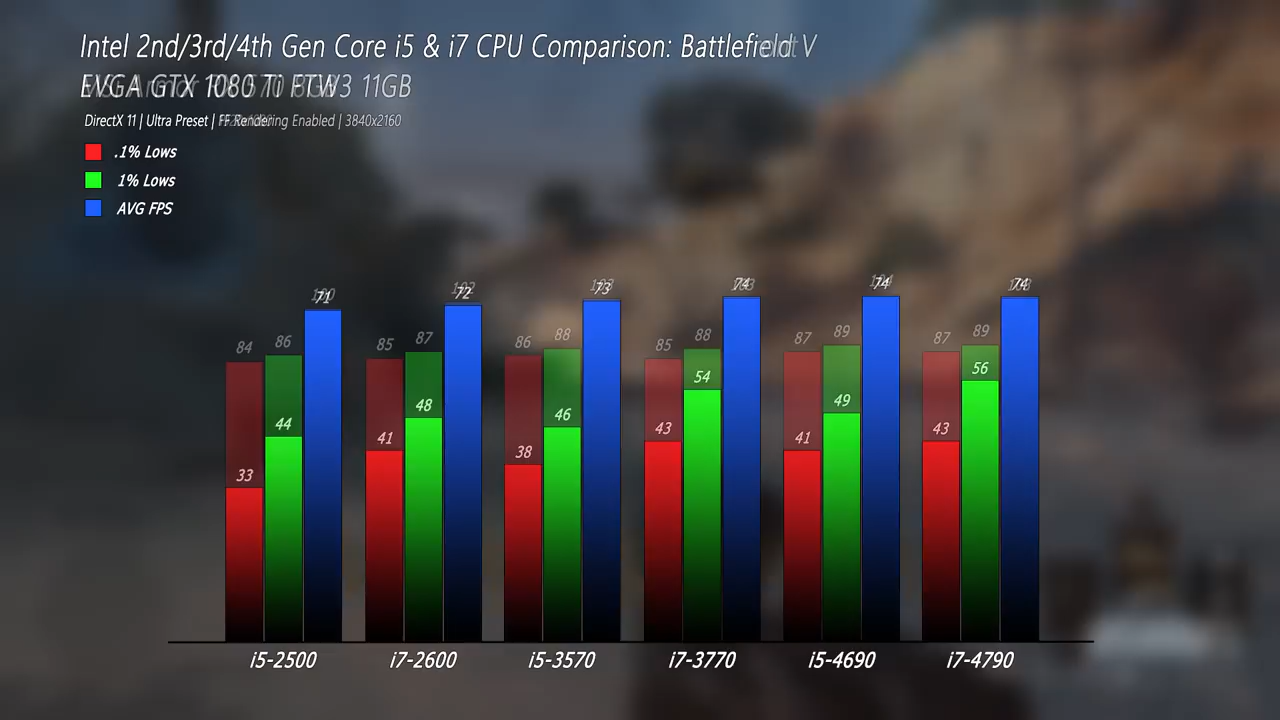 Intel 2nd/3rd/4th Gen Core i5 & i7 CPU Comparison: Battlefield V
EVGA GTX 1080 Ti FTW3 11GB
DirectX 11 | Ultra Preset | FF Rendering Enabled | 3840x2160
.1% Lows
1% Lows
AVG FPS
71 72 73 74 74 74
84 86 85 87 86 88 85 88 87 89 87 89
33 44 41 48 38 46 43 54 41 49 43 56
i5-2500 i7-2600 i5-3570 i7-3770 i5-4690 i7-4790